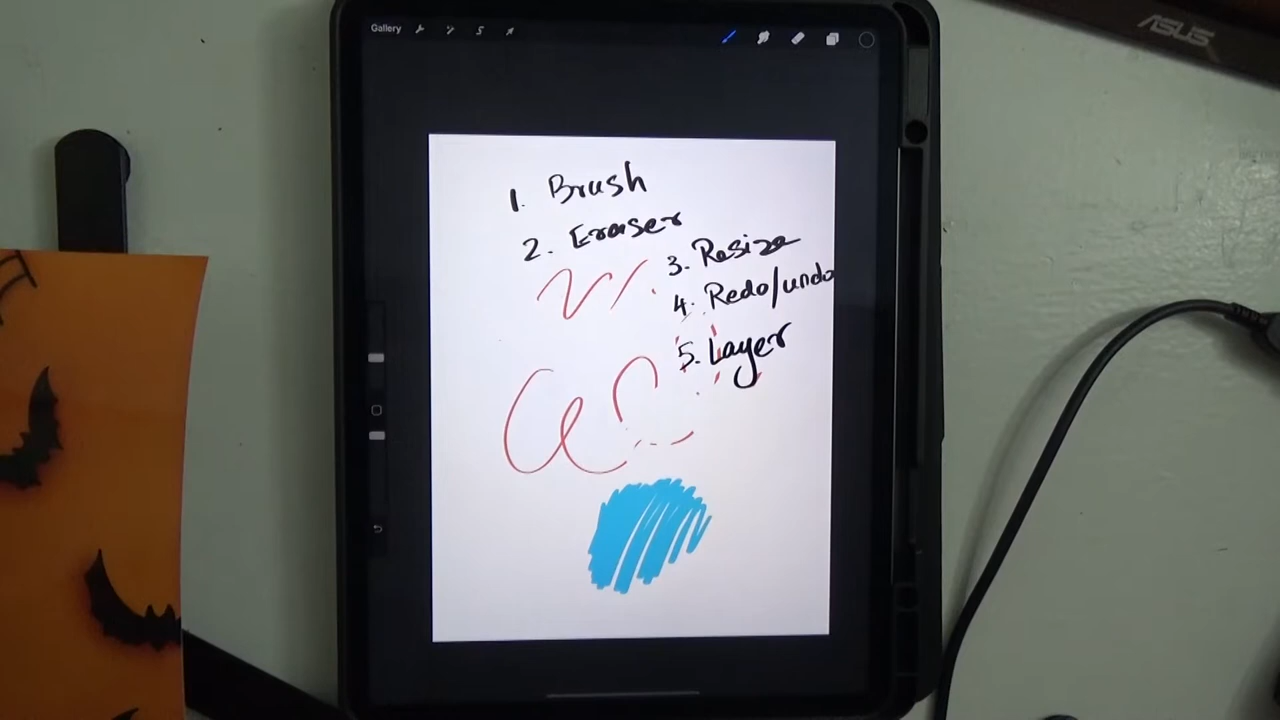 Gallery
ASUS
1. Brush
2. Eraser
3. Resize
4. Redo/undo
5. Layer